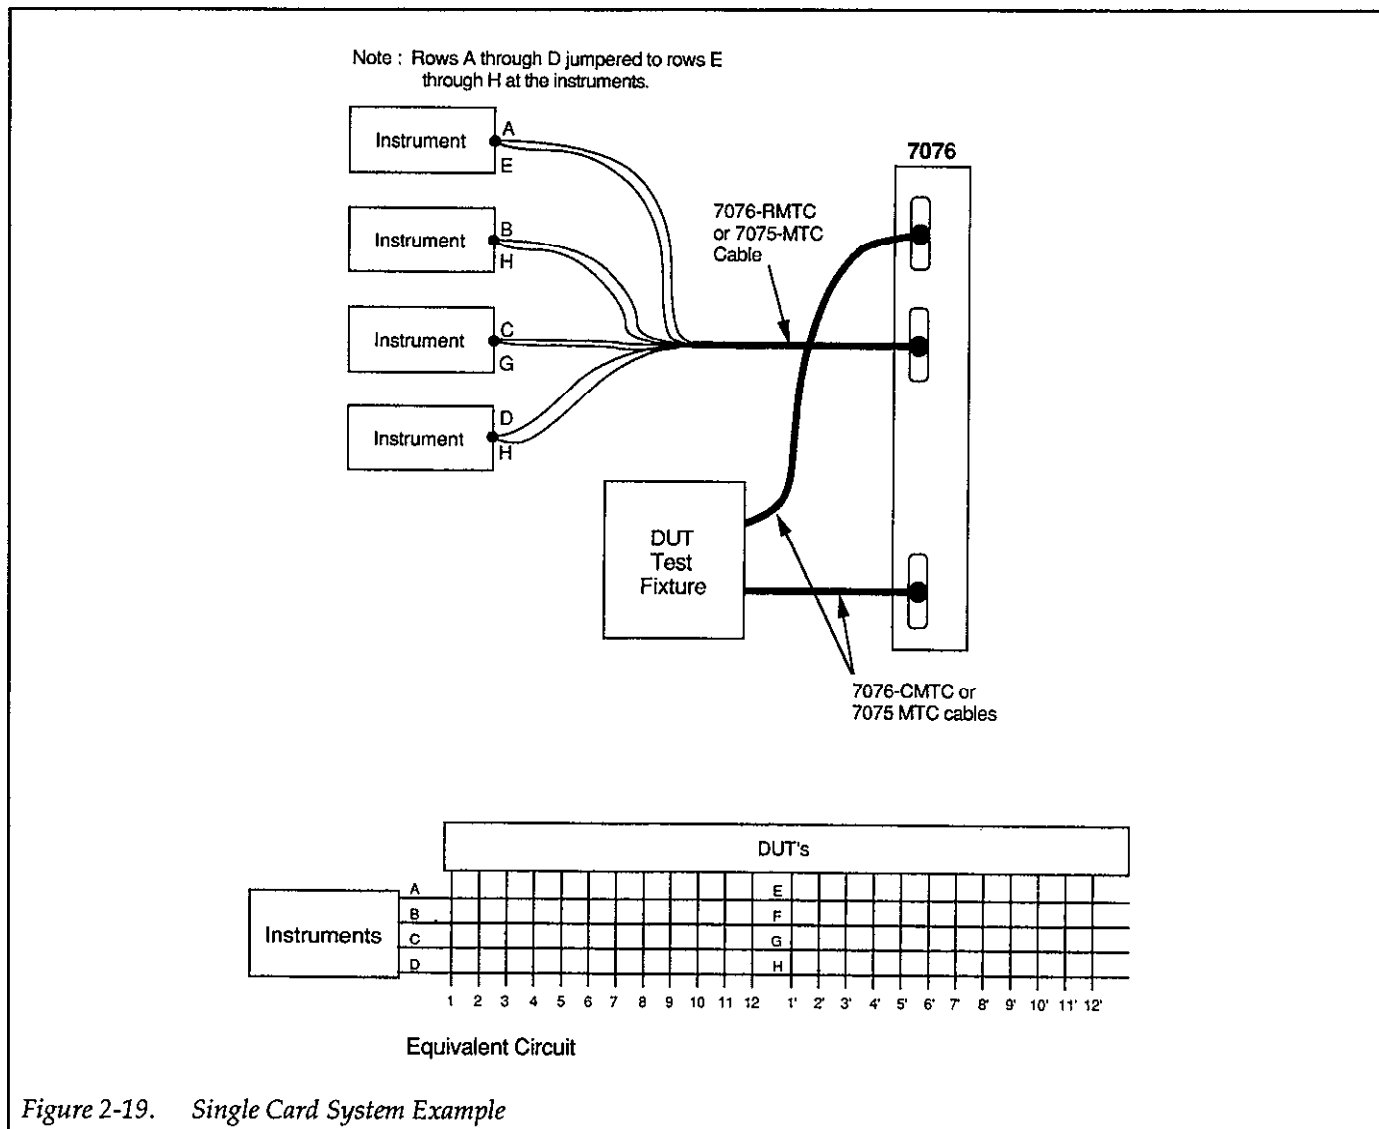 Note : Rows A through D jumpered to rows E
through H at the instruments.
Instrument
A
E
Instrument
B
H
Instrument
C
G
Instrument
D
H
7076
7076-RMTC
or 7075-MTC
Cable
DUT
Test
Fixture
7076-CMTC or
7075 MTC cables
DUT's
Instruments
A
B
C
D
E
F
G
H
1 2 3 4 5 6 7 8 9 10 11 12 1' 2' 3' 4' 5' 6' 7' 8' 9' 10' 11' 12'
Equivalent Circuit
Figure 2-19. Single Card System Example